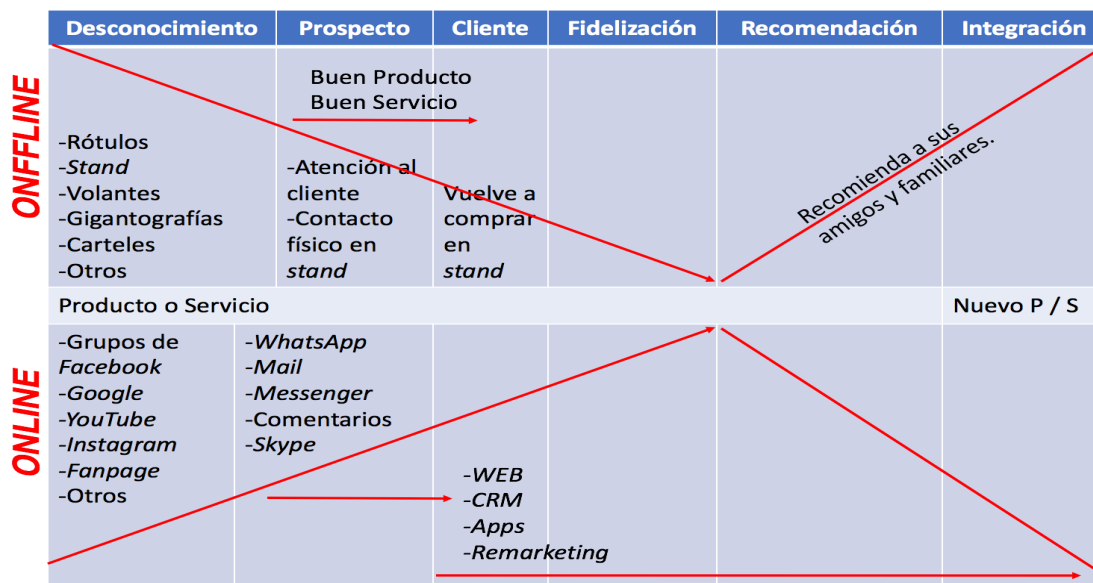 Desconocimiento
Prospecto
Cliente
Fidelización
Recomendación
Integración
ONFFLINE
-Rótulos
-Stand
-Volantes
-Gigantografías
-Carteles
-Otros
Buen Producto
Buen Servicio
-Atención al
cliente
-Contacto
físico en
stand
Vuelve a
comprar
en
stand
Recomienda a sus
amigos y familiares.
Producto o Servicio
Nuevo P / S
ONLINE
-Grupos de
Facebook
-Google
-YouTube
-Instagram
-Fanpage
-Otros
-WhatsApp
-Mail
-Messenger
-Comentarios
-Skype
-WEB
-CRM
-Apps
-Remarketing